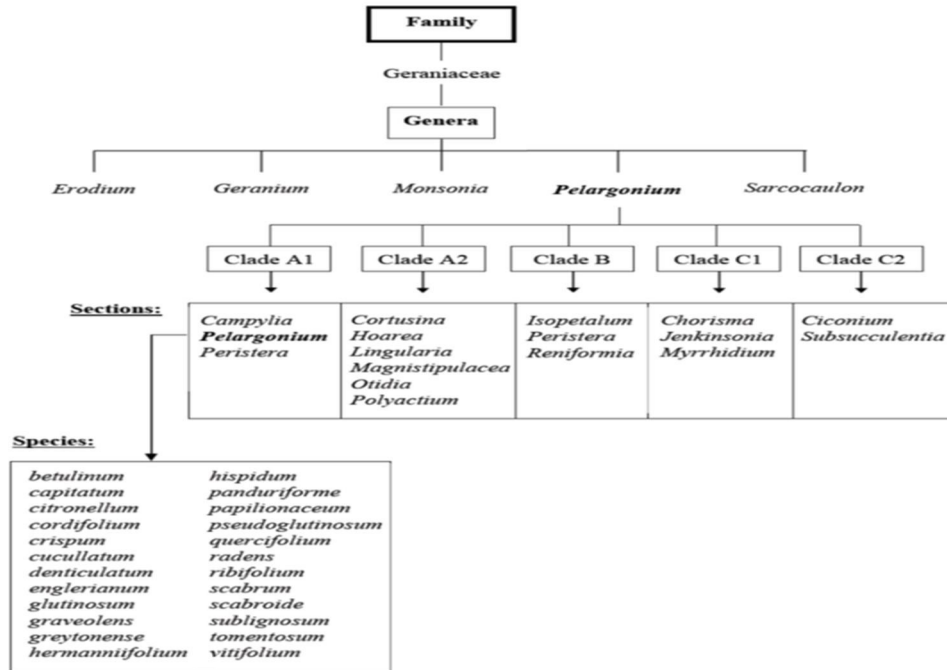 Family
Geraniaceae
Genera
Erodium Geranium Monsonia Pelargonium Sarcocaulon
Clade A1 Clade A2 Clade B Clade C1 Clade C2
Sections:
Campylia
Pelargonium
Peristera
Cortusina
Hoarea
Lingularia
Magnistipulacea
Otidia
Polyactium
Isopetalum
Peristera
Reniformia
Chorisma
Jenkinsonia
Myrrhidium
Ciconium
Subsucculentia
Species:
betulinum
capitatum
citronellum
cordifolium
crispum
cucullatum
denticulatum
englerianum
glutinosum
graveolens
greytonense
hermanniifolium
hispidum
panduriforme
papilionaceum
pseudoglutinosum
quercifolium
radens
ribifolium
scabrum
scabroide
sublignosum
tomentosum
vitifolium